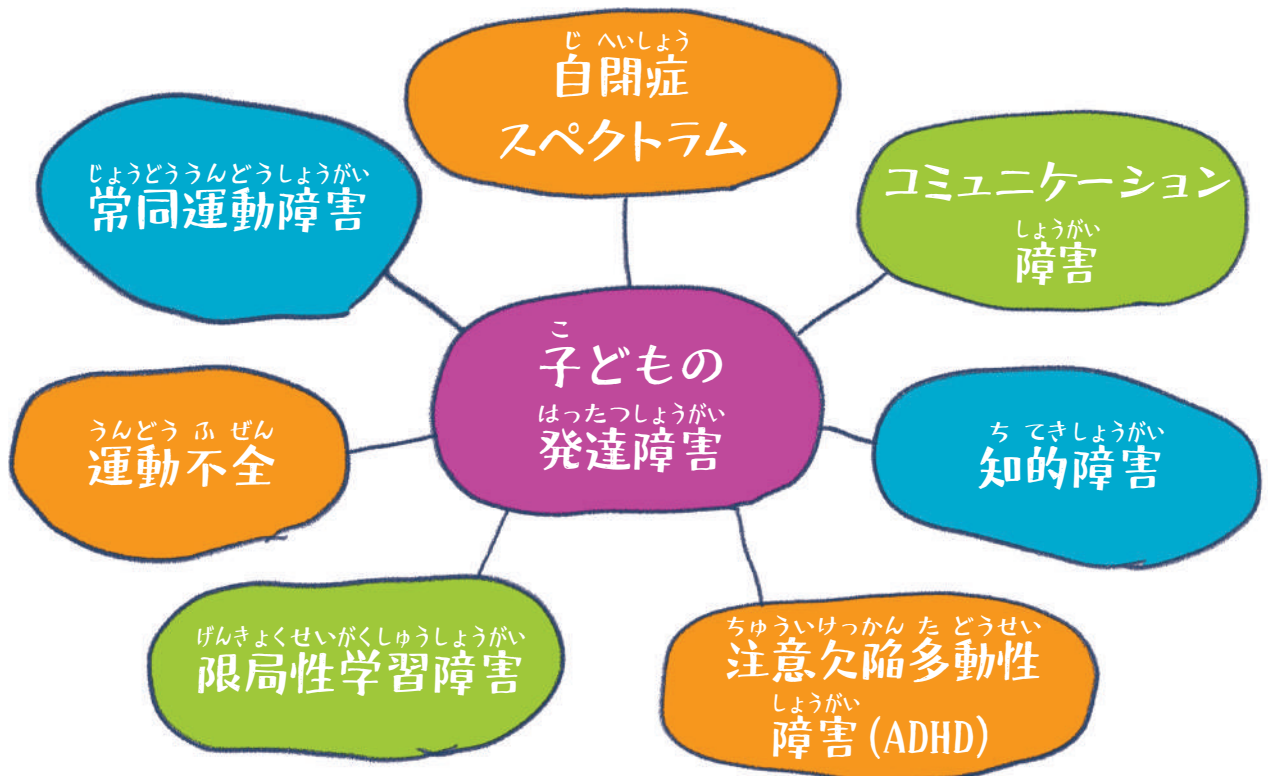 じ へいしょう
自閉症
スペクトラム
じょうどううんどうしょうがい
常同運動障害
コミュニケーション
しょうがい
障害
こ
子どもの
はったつしょうがい
発達障害
うんどう ふ ぜん
運動不全
ち てきしょうがい
知的障害
げんきょくせいがくしゅうしょうがい
限局性学習障害
ちゅういけっかん た どうせい
注意欠陥多動性
しょうがい
障害(ADHD)